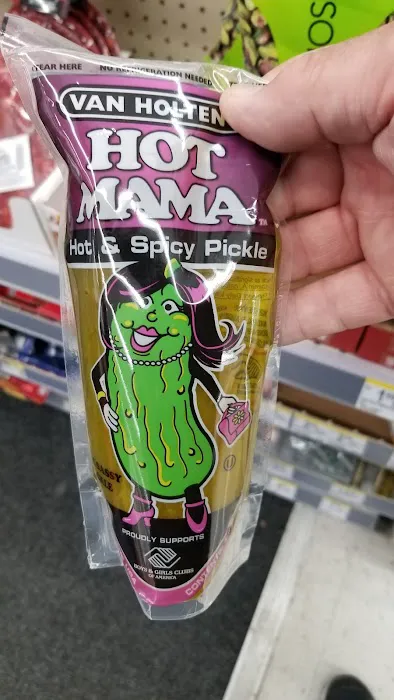 TEAR HERE
NO REFRIGERATION NEEDED
VAN HOLTEN
HOT
MAMA
TM
Hot & Spicy Pickle
PROUDLY SUPPORTS
BOYS & GIRLS CLUBS
OF AMERICA